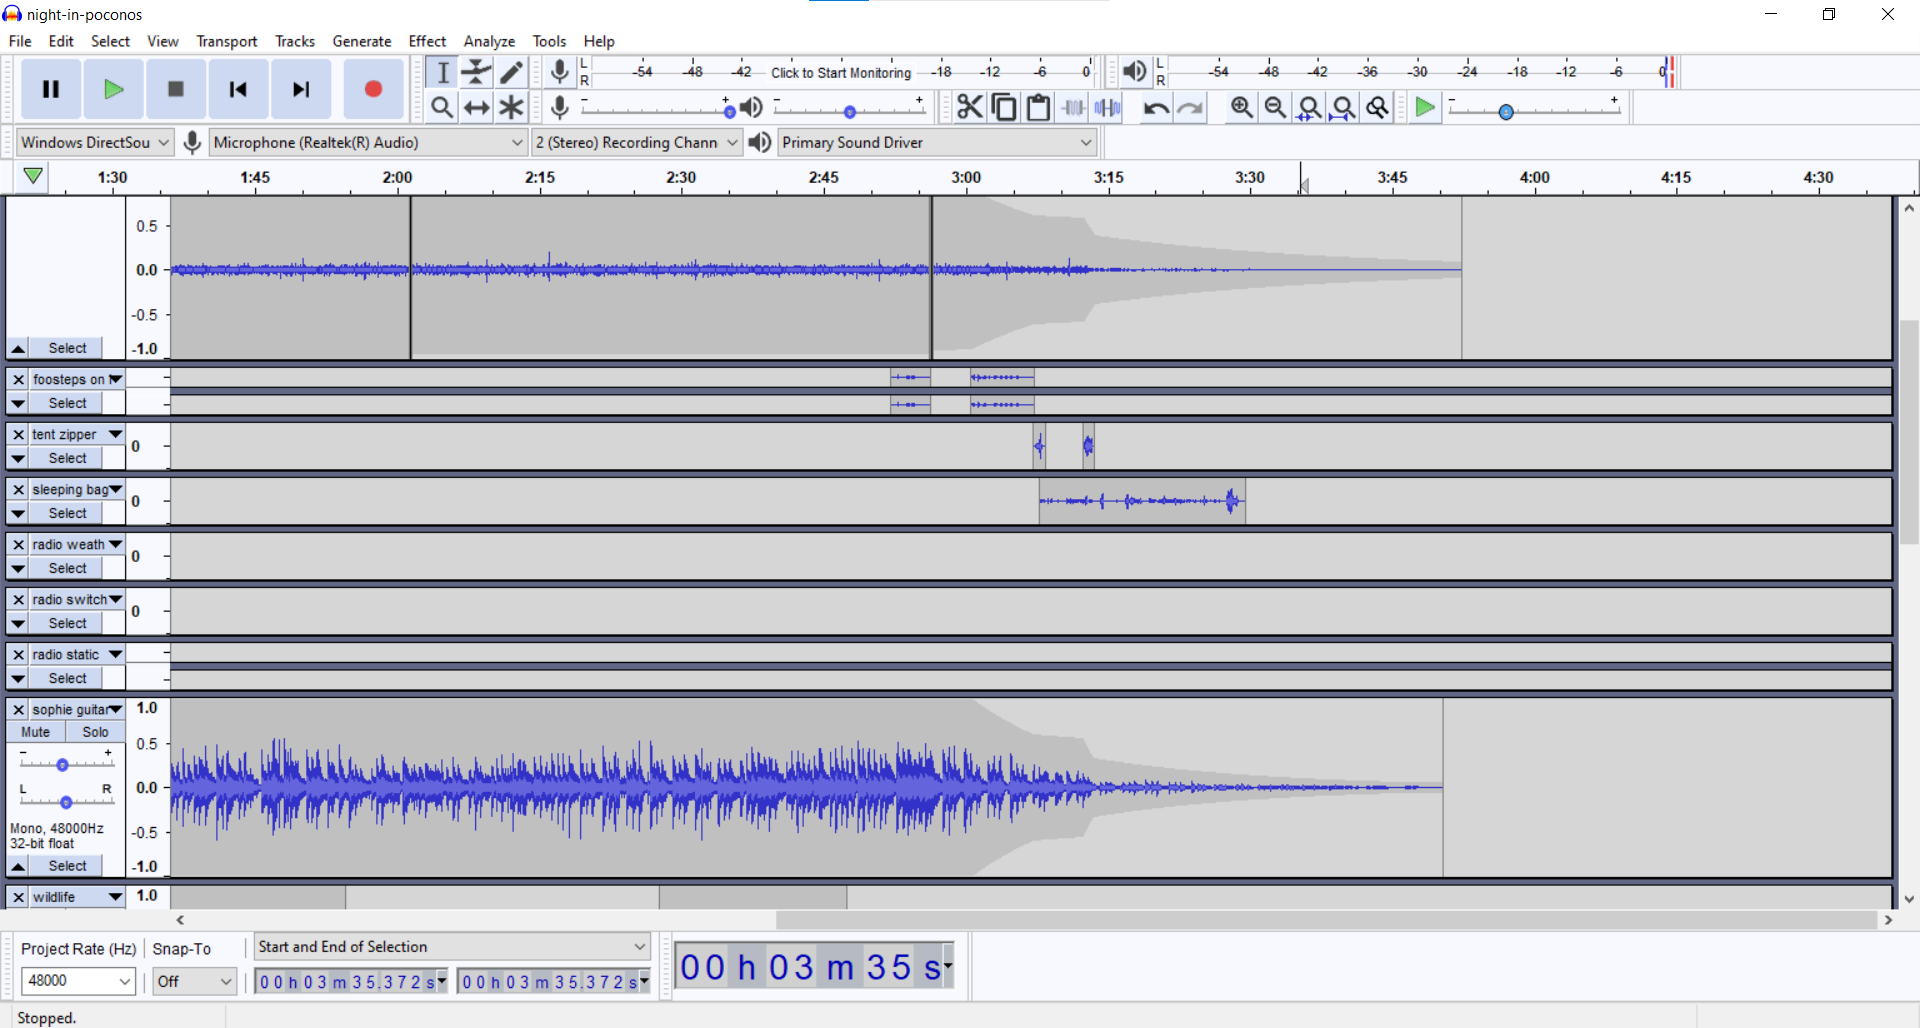 night-in-poconos
File Edit Select View Transport Tracks Generate Effect Analyze Tools Help
L R -54 -48 -42 Click to Start Monitoring -18 -12 -6 0
L R -54 -48 -42 -36 -30 -24 -18 -12 -6 0
- + - + - +
Windows DirectSou Microphone (Realtek(R) Audio) 2 (Stereo) Recording Chann Primary Sound Driver
1:30 1:45 2:00 2:15 2:30 2:45 3:00 3:15 3:30 3:45 4:00 4:15 4:30
0.5
0.0
-0.5
Select -1.0
foosteps on
Select
tent zipper
0
Select
sleeping bag
0
Select
radio weath
0
Select
radio switch
0
Select
radio static
Select
sophie guitar 1.0
Mute Solo
0.5
- +
L R 0.0
Mono, 48000Hz
-0.5
32-bit float
Select -1.0
wildlife 1.0
Project Rate (Hz) Snap-To Start and End of Selection
48000 Off 00 h 03 m 35.372 s 00 h 03 m 35.372 s 00 h 03 m 35 s
Stopped.